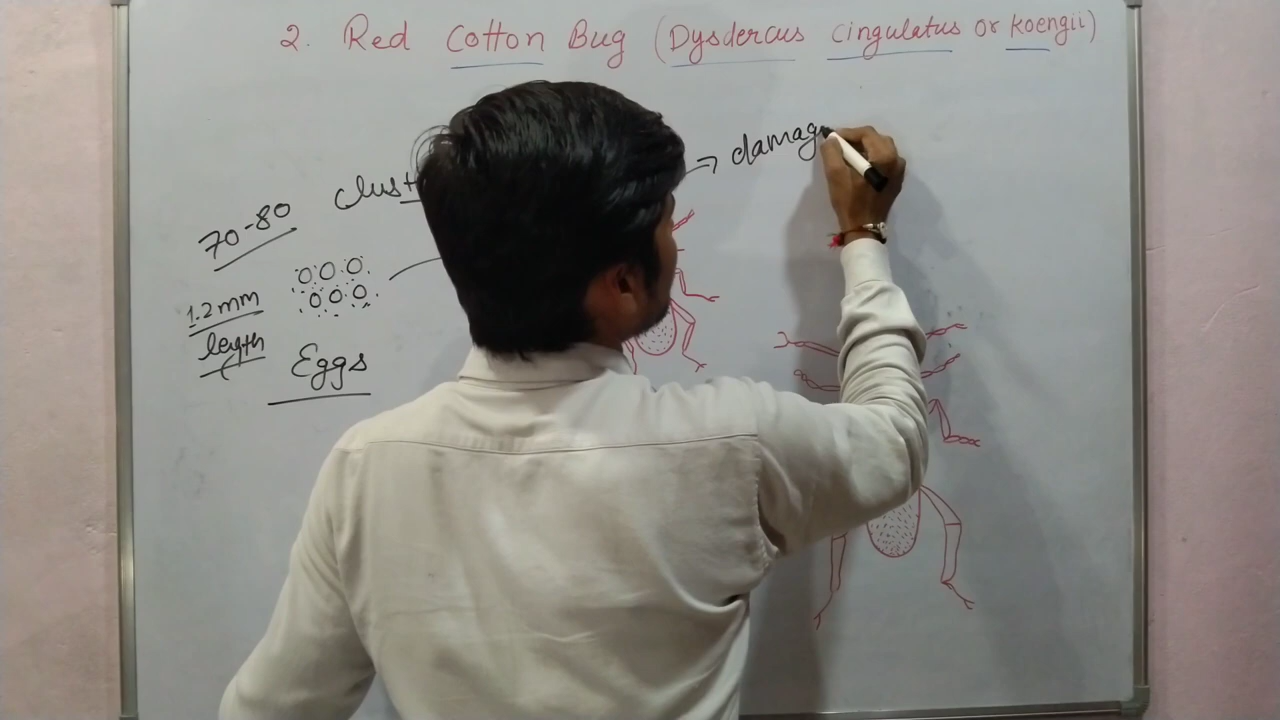 2. Red Cotton Bug (Dysdercus cingulatus or koengii)
damag
clust
70-80
1.2mm
length
Eggs